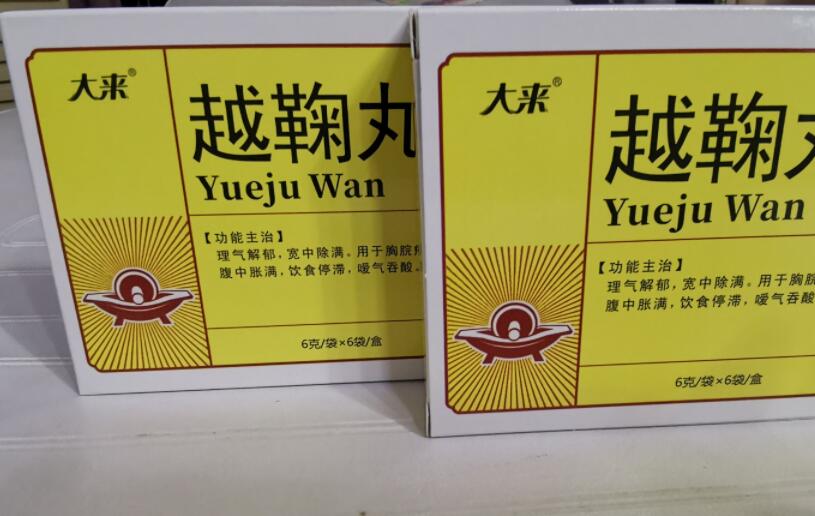 大来®
越鞠丸
Yueju Wan
【功能主治】
理气解郁，宽中除满。用于胸脘
腹中胀满，饮食停滞，嗳气吞酸。
6克/袋×6袋/盒
大来®
越鞠
Yueju Wan
【功能主治】
理气解郁，宽中除满。用于胸脘
腹中胀满，饮食停滞，嗳气吞酸
6克/袋×6袋/盒